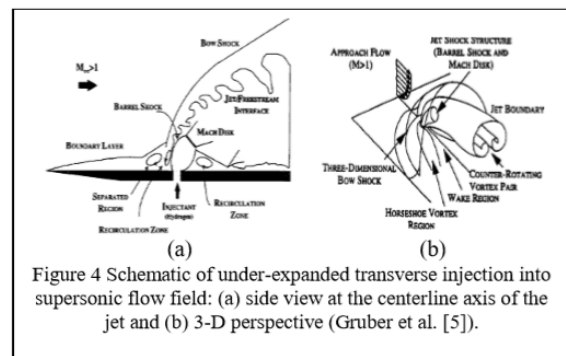 BOW SHOCK
M∞>1
JET/FREESTREAM
INTERFACE
BARREL SHOCK
MACH DISK
BOUNDARY LAYER
SEPARATED
REGION
INJECTANT
(Hydrogen)
RECIRCULATION
ZONE
RECIRCULATION ZONE
(a)
JET SHOCK STRUCTURE
(BARREL SHOCK AND
MACH DISK)
APPROACH FLOW
(M>1)
JET BOUNDARY
THREE-DIMENSIONAL
BOW SHOCK
COUNTER-ROTATING
VORTEX PAIR
WAKE
REGION
HORSESHOE VORTEX
REGION
(b)
Figure 4 Schematic of under-expanded transverse injection into
supersonic flow field: (a) side view at the centerline axis of the
jet and (b) 3-D perspective (Gruber et al. [5]).